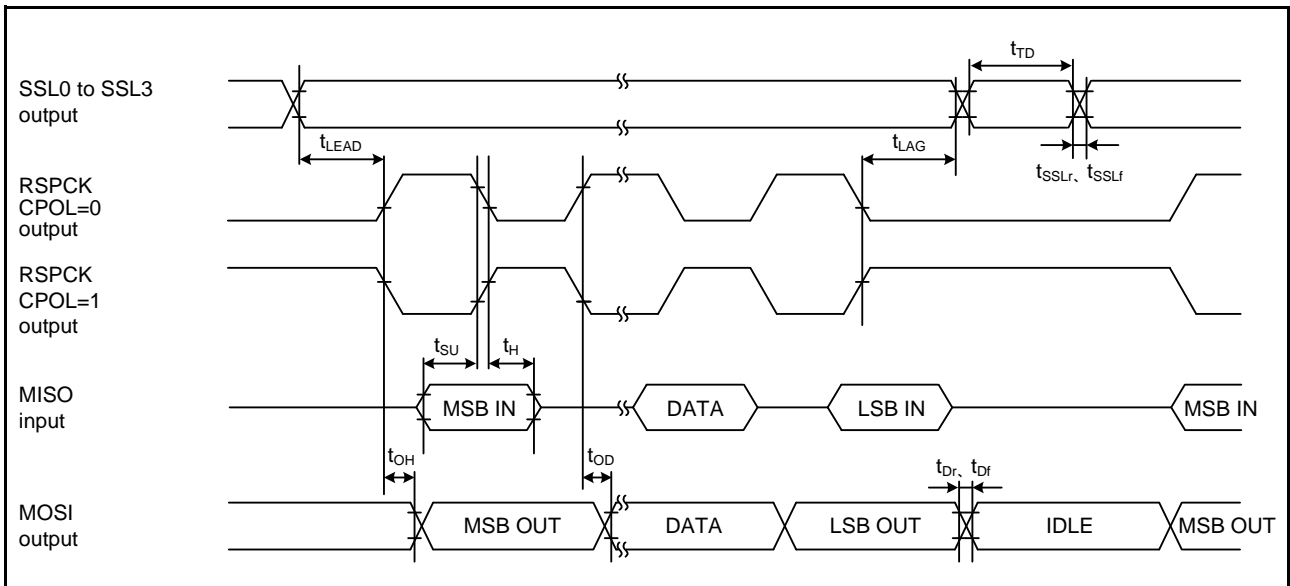 SSL0 to SSL3
output
tTD
tLEAD
tLAG
tSSLr、tSSLf
RSPCK
CPOL=0
output
RSPCK
CPOL=1
output
tSU
tH
MISO
input
MSB IN
DATA
LSB IN
MSB IN
tOH
tOD
tDr、tDf
MOSI
output
MSB OUT
DATA
LSB OUT
IDLE
MSB OUT